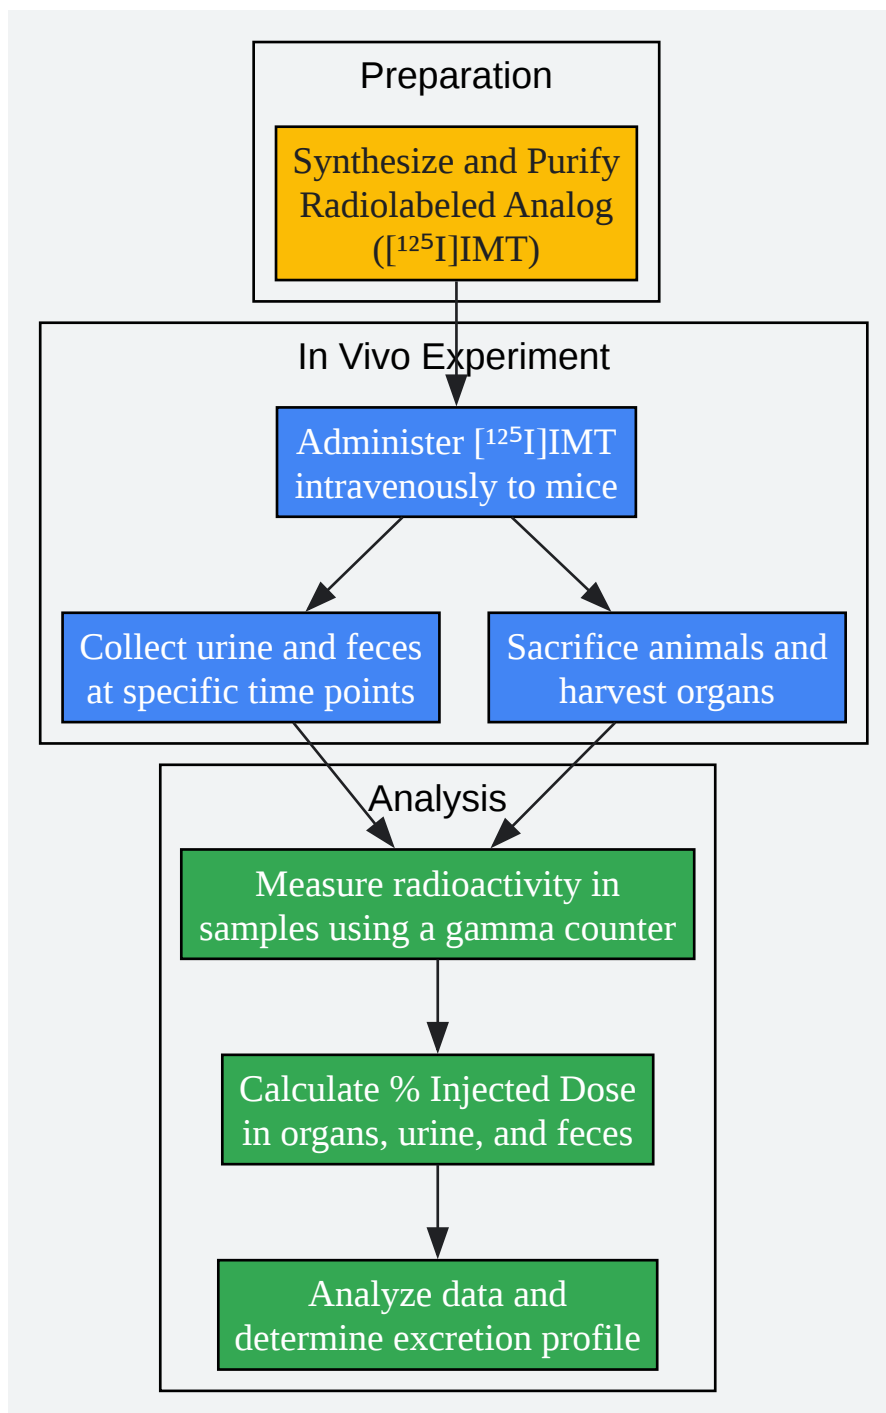 Preparation
Synthesize and Purify
Radiolabeled Analog
([¹²⁵I]IMT)
In Vivo Experiment
Administer [¹²⁵I]IMT
intravenously to mice
Collect urine and feces
at specific time points
Sacrifice animals and
harvest organs
Analysis
Measure radioactivity in
samples using a gamma counter
Calculate % Injected Dose
in organs, urine, and feces
Analyze data and
determine excretion profile